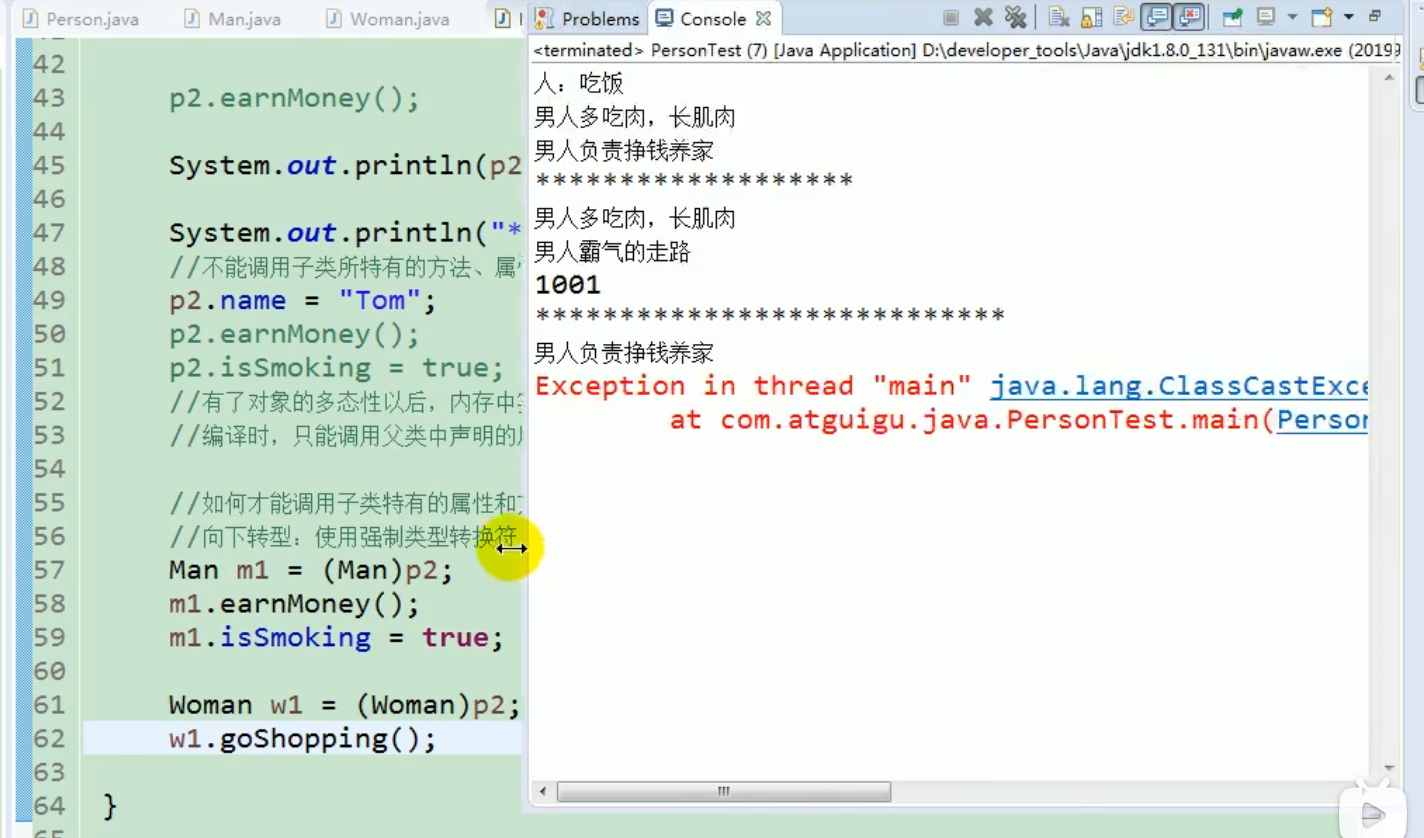 Person.java Man.java Woman.java Problems Console
<terminated> PersonTest (7) [Java Application] D:\developer_tools\Java\jdk1.8.0_131\bin\javaw.exe (2019
42
43 p2.earnMoney();
44
45 System.out.println(p2
46
47 System.out.println("*
48 //不能调用子类所特有的方法、属
49 p2.name = "Tom";
50 p2.earnMoney();
51 p2.isSmoking = true;
52 //有了对象的多态性以后，内存中
53 //编译时，只能调用父类中声明的
54
55 //如何才能调用子类特有的属性和
56 //向下转型：使用强制类型转换符
57 Man m1 = (Man)p2;
58 m1.earnMoney();
59 m1.isSmoking = true;
60
61 Woman w1 = (Woman)p2;
62 w1.goShopping();
63
64 }
人：吃饭
男人多吃肉，长肌肉
男人负责挣钱养家
*******************
男人多吃肉，长肌肉
男人霸气的走路
1001
****************************
男人负责挣钱养家
Exception in thread "main" java.lang.ClassCastExce
at com.atguigu.java.PersonTest.main(Person